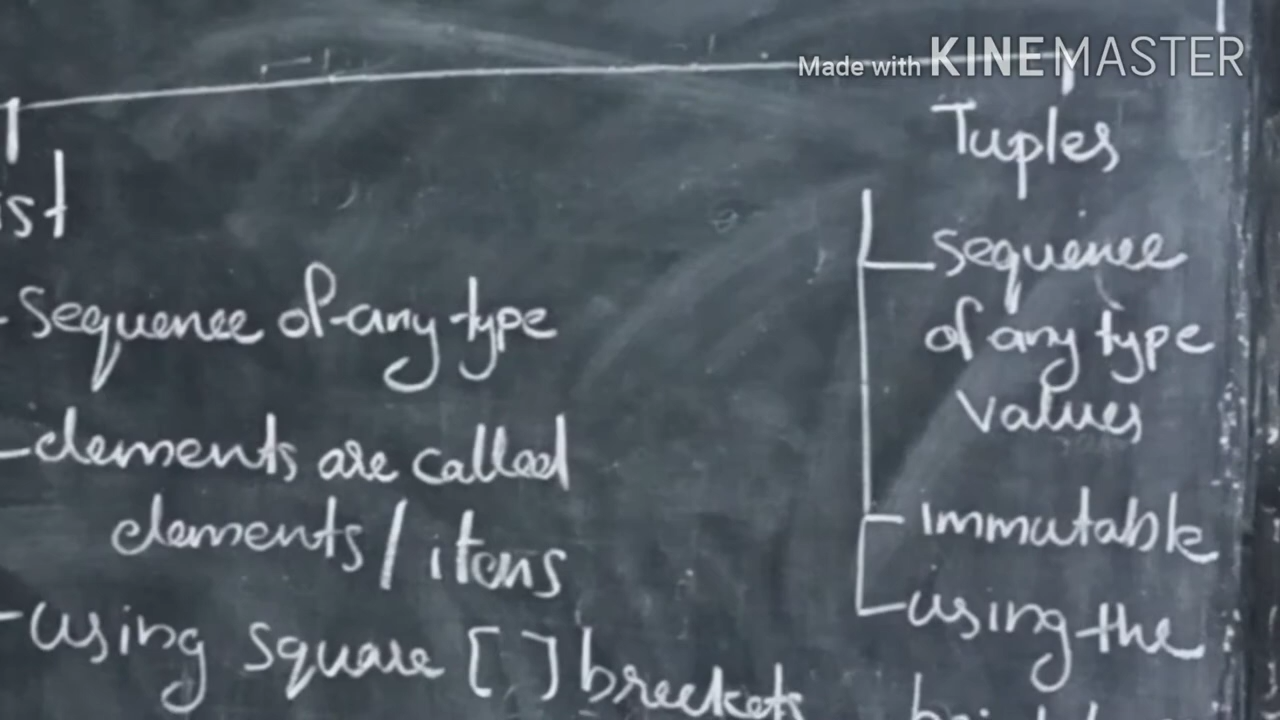 Made with KINEMASTER
Tuples
ist
sequence of any type
elements are called
elements / items
using square [ ] breckets
sequence
of any type
values
immutable
using the